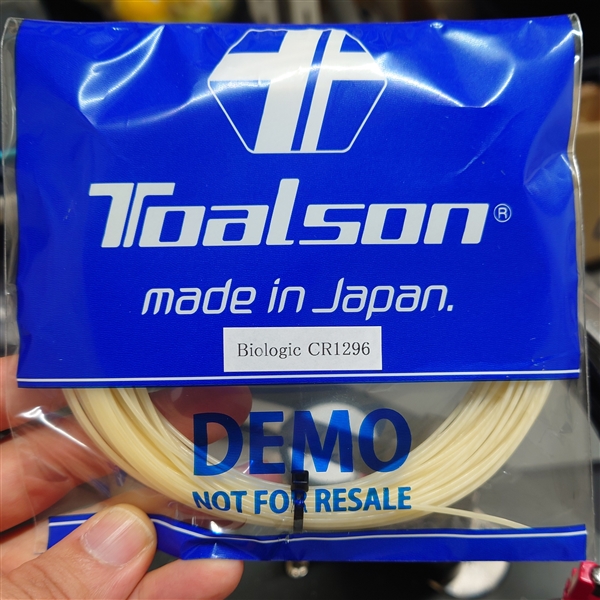 Toalson®
made in Japan.
Biologic CR1296
DEMO
NOT FOR RESALE